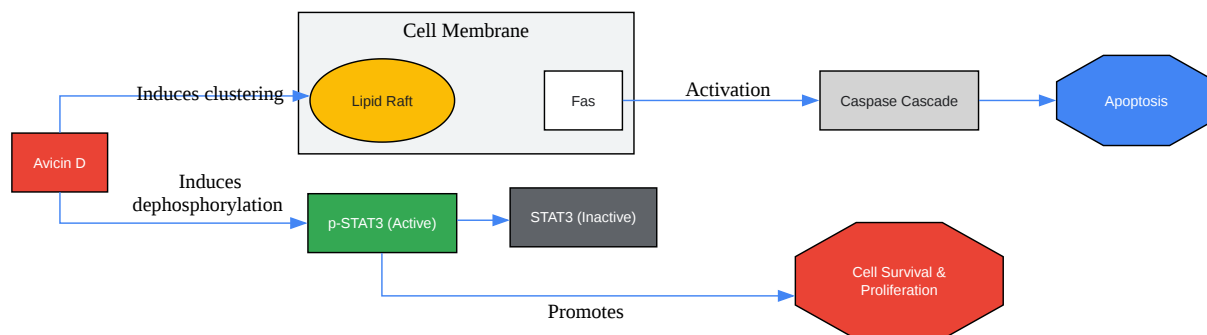 Cell Membrane
Induces clustering
Lipid Raft
Fas
Activation
Caspase Cascade
Apoptosis
Avicin D
Induces
dephosphorylation
p-STAT3 (Active)
STAT3 (Inactive)
Cell Survival &
Proliferation
Promotes